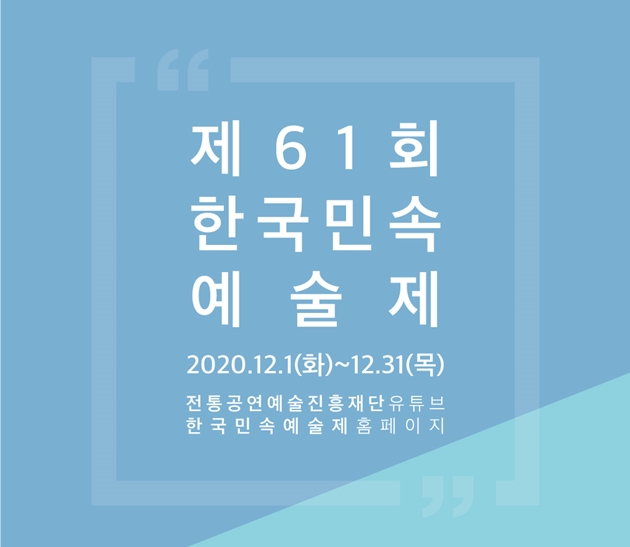 제 61회
한국민속
예술제
2020.12.1(화)~12.31(목)
전통공연예술진흥재단유튜브
한국민속예술제홈페이지